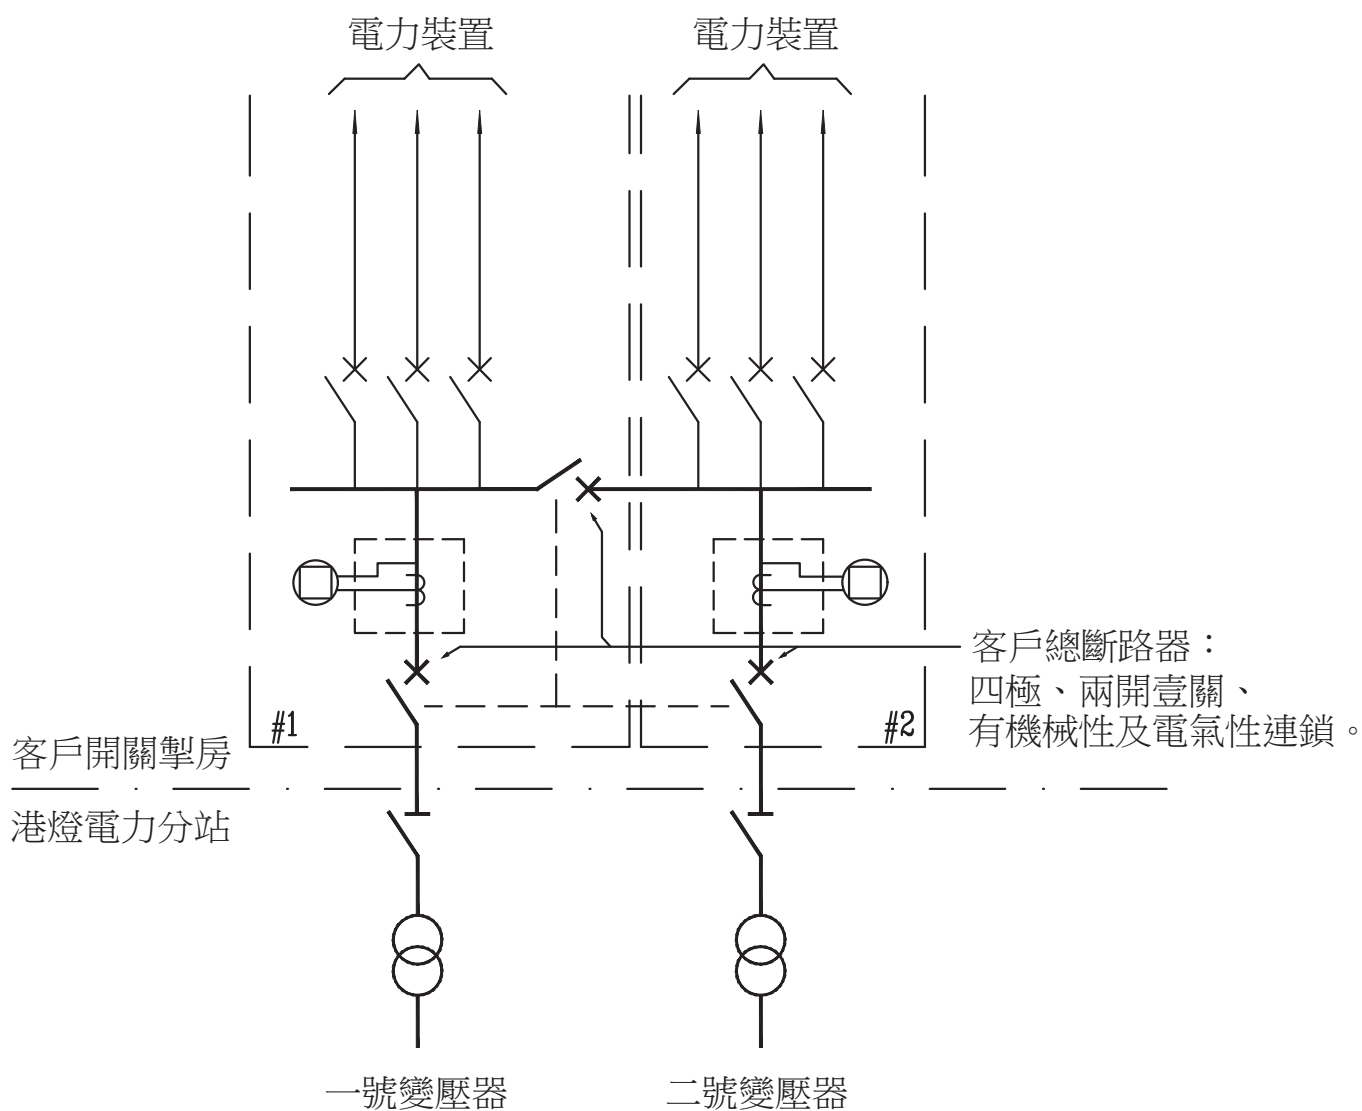 電力裝置
電力裝置
客戶總斷路器：
四極、兩開壹關、
有機械性及電氣性連鎖。
#1
#2
客戶開關掣房
港燈電力分站
一號變壓器
二號變壓器